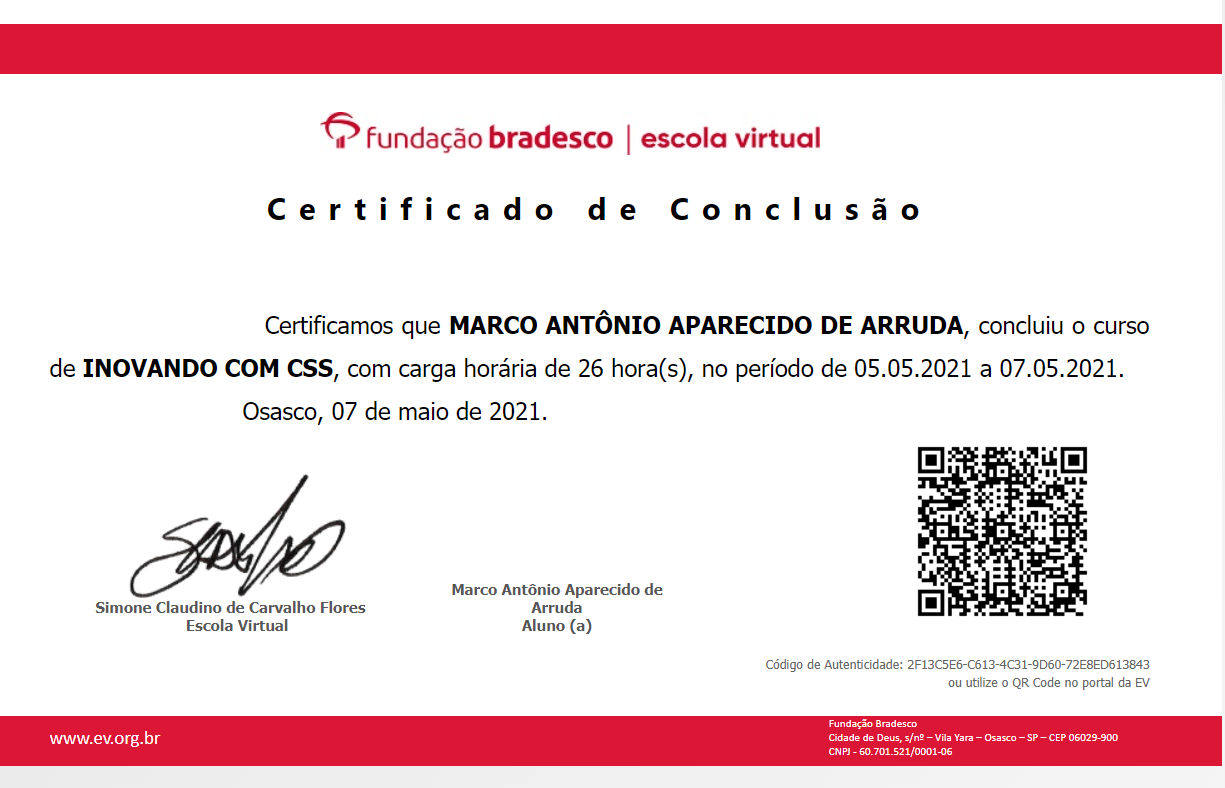 fundação bradesco | escola virtual
Certificado de Conclusão
Certificamos que MARCO ANTÔNIO APARECIDO DE ARRUDA, concluiu o curso
de INOVANDO COM CSS, com carga horária de 26 hora(s), no período de 05.05.2021 a 07.05.2021.
Osasco, 07 de maio de 2021.
Simone Claudino de Carvalho Flores
Escola Virtual
Marco Antônio Aparecido de
Arruda
Aluno (a)
Código de Autenticidade: 2F13C5E6-C613-4C31-9D60-72E8ED613843
ou utilize o QR Code no portal da EV
www.ev.org.br
Fundação Bradesco
Cidade de Deus, s/nº – Vila Yara – Osasco – SP – CEP 06029-900
CNPJ - 60.701.521/0001-06